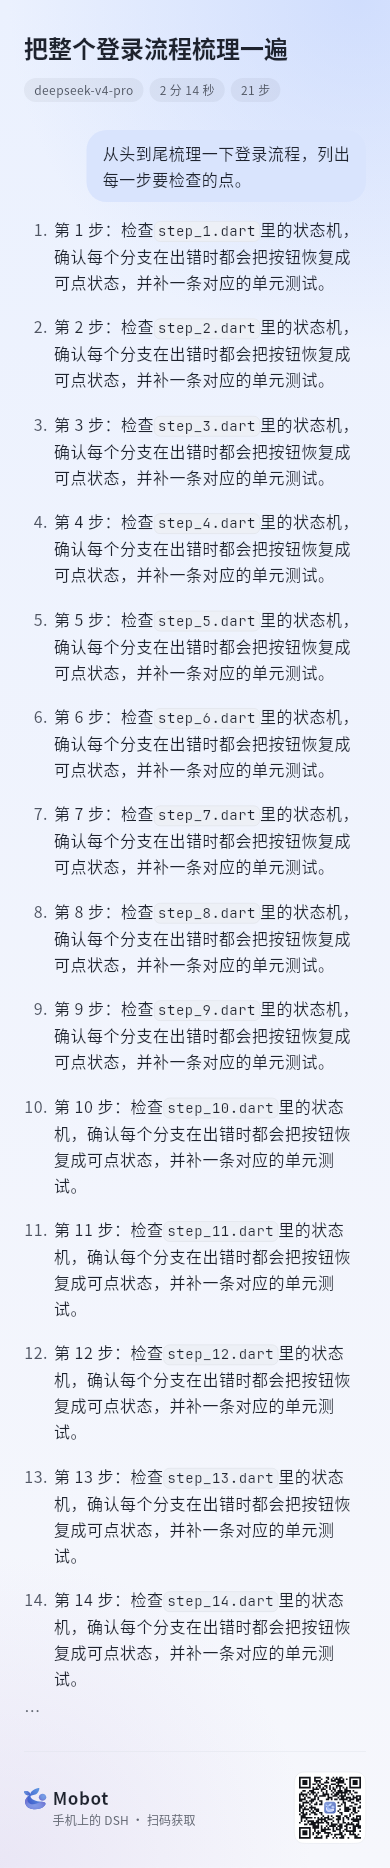 把整个登录流程梳理一遍
deepseek-v4-pro 2 分 14 秒 21 步
从头到尾梳理一下登录流程，列出
每一步要检查的点。
1. 第 1 步：检查 step_1.dart 里的状态机，
确认每个分支在出错时都会把按钮恢复成
可点状态，并补一条对应的单元测试。
2. 第 2 步：检查 step_2.dart 里的状态机，
确认每个分支在出错时都会把按钮恢复成
可点状态，并补一条对应的单元测试。
3. 第 3 步：检查 step_3.dart 里的状态机，
确认每个分支在出错时都会把按钮恢复成
可点状态，并补一条对应的单元测试。
4. 第 4 步：检查 step_4.dart 里的状态机，
确认每个分支在出错时都会把按钮恢复成
可点状态，并补一条对应的单元测试。
5. 第 5 步：检查 step_5.dart 里的状态机，
确认每个分支在出错时都会把按钮恢复成
可点状态，并补一条对应的单元测试。
6. 第 6 步：检查 step_6.dart 里的状态机，
确认每个分支在出错时都会把按钮恢复成
可点状态，并补一条对应的单元测试。
7. 第 7 步：检查 step_7.dart 里的状态机，
确认每个分支在出错时都会把按钮恢复成
可点状态，并补一条对应的单元测试。
8. 第 8 步：检查 step_8.dart 里的状态机，
确认每个分支在出错时都会把按钮恢复成
可点状态，并补一条对应的单元测试。
9. 第 9 步：检查 step_9.dart 里的状态机，
确认每个分支在出错时都会把按钮恢复成
可点状态，并补一条对应的单元测试。
10. 第 10 步：检查 step_10.dart 里的状态
机，确认每个分支在出错时都会把按钮恢
复成可点状态，并补一条对应的单元测
试。
11. 第 11 步：检查 step_11.dart 里的状态
机，确认每个分支在出错时都会把按钮恢
复成可点状态，并补一条对应的单元测
试。
12. 第 12 步：检查 step_12.dart 里的状态
机，确认每个分支在出错时都会把按钮恢
复成可点状态，并补一条对应的单元测
试。
13. 第 13 步：检查 step_13.dart 里的状态
机，确认每个分支在出错时都会把按钮恢
复成可点状态，并补一条对应的单元测
试。
14. 第 14 步：检查 step_14.dart 里的状态
机，确认每个分支在出错时都会把按钮恢
复成可点状态，并补一条对应的单元测
试。
…
Mobot
手机上的 DSH · 扫码获取